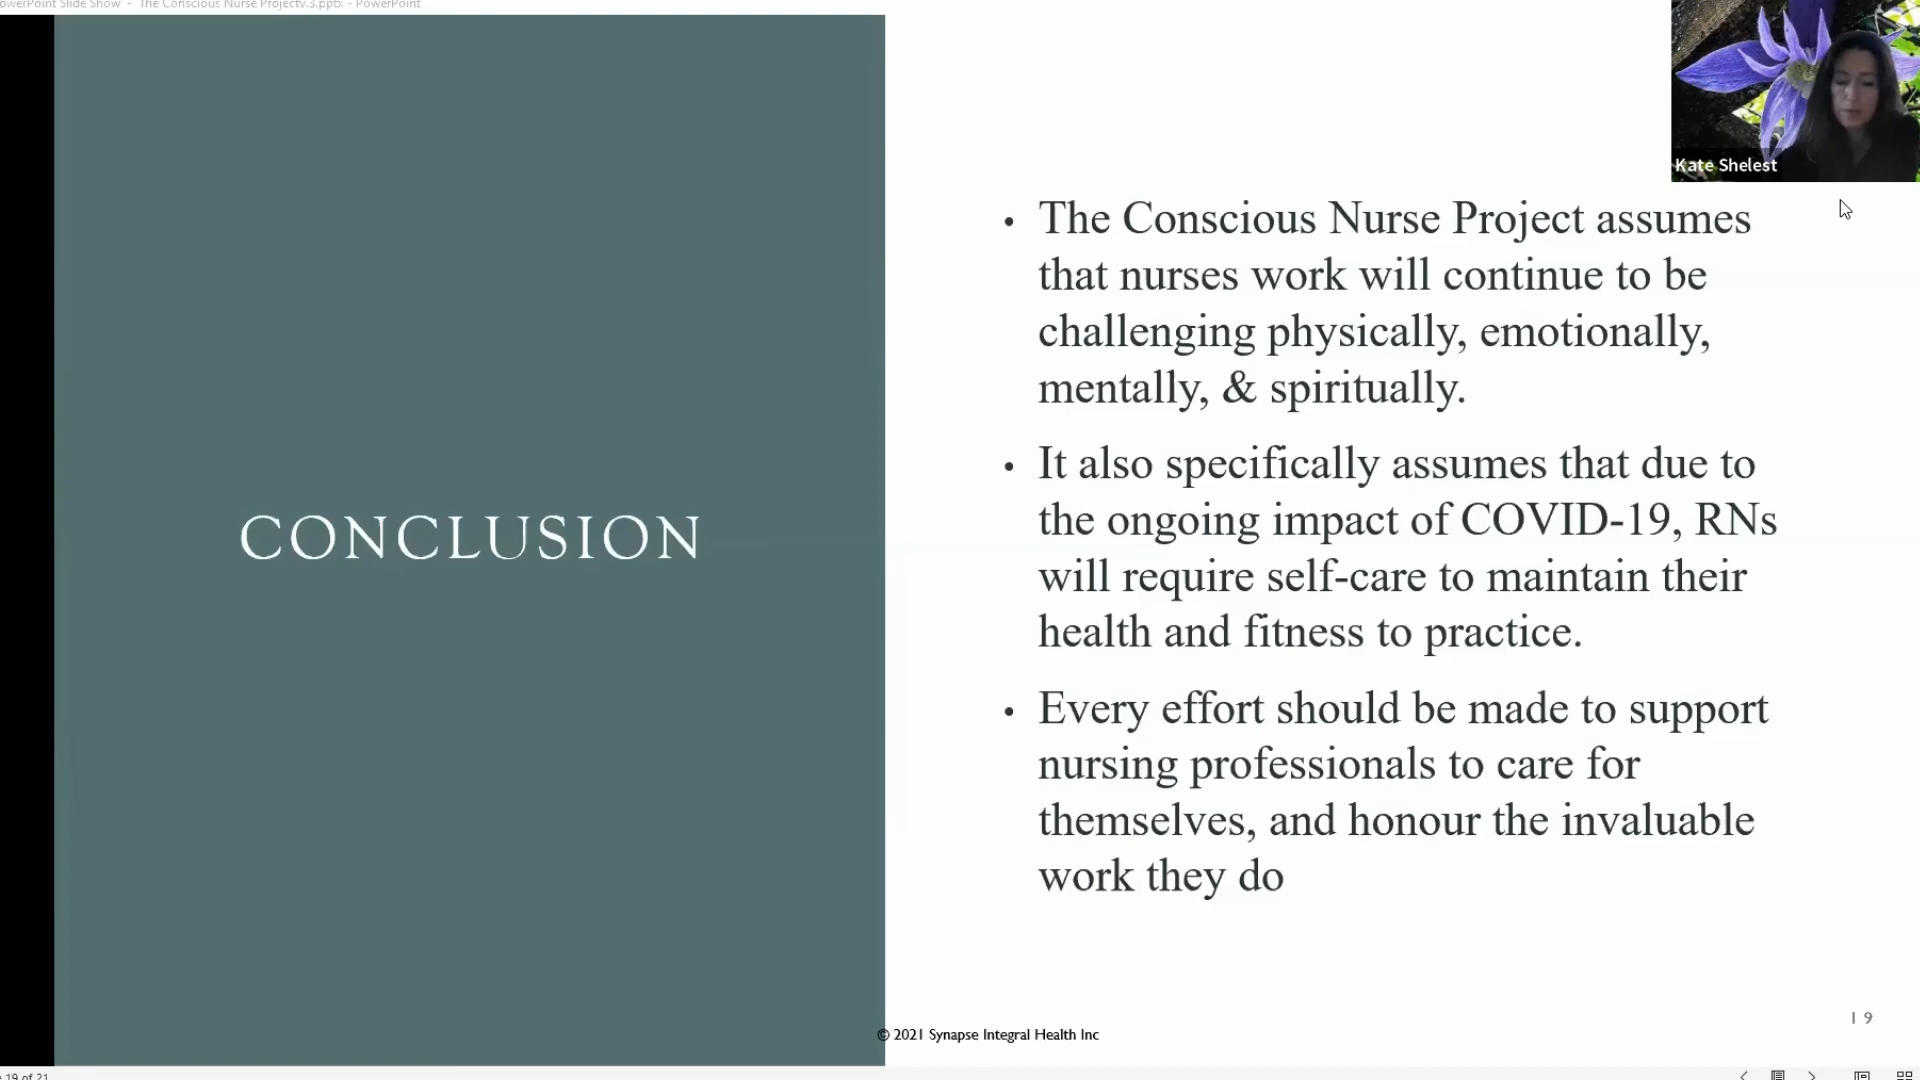 PowerPoint Slide Show - The Conscious Nurse Projectv.3.pptx - PowerPoint
Kate Shelest
• The Conscious Nurse Project assumes
that nurses work will continue to be
challenging physically, emotionally,
mentally, & spiritually.
• It also specifically assumes that due to
the ongoing impact of COVID-19, RNs
will require self-care to maintain their
health and fitness to practice.
• Every effort should be made to support
nursing professionals to care for
themselves, and honour the invaluable
work they do
CONCLUSION
© 2021 Synapse Integral Health Inc
19
19 of 21